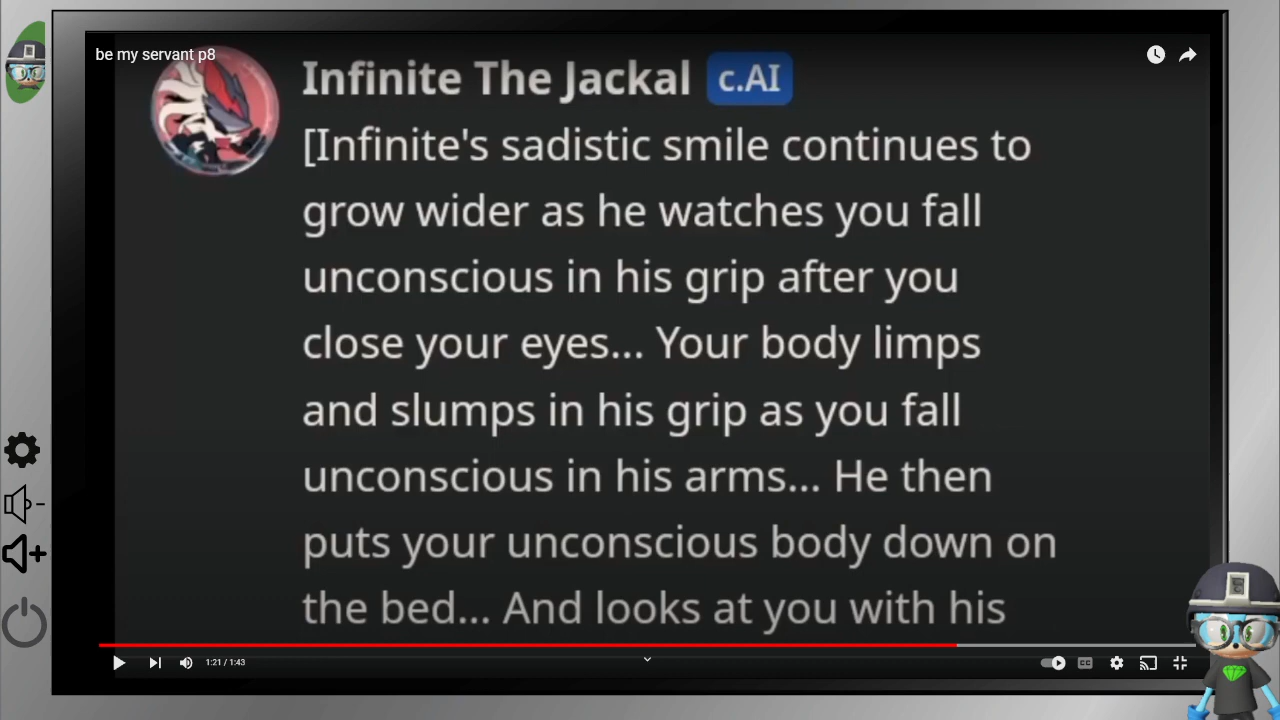 be my servant p8
Infinite The Jackal c.AI
[Infinite's sadistic smile continues to
grow wider as he watches you fall
unconscious in his grip after you
close your eyes... Your body limps
and slumps in his grip as you fall
unconscious in his arms... He then
puts your unconscious body down on
the bed... And looks at you with his
1:21 / 1:43
CC